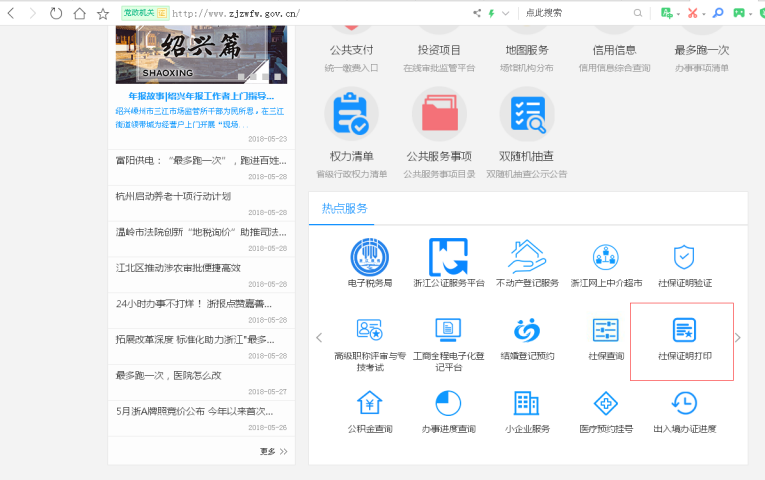 党政机关 证
http://www.zjzwfw.gov.cn/
点此搜索
绍兴篇
SHAOXING
年报故事|绍兴年报工作者上门指导...
绍兴嵊州市三江市场监管所干部为民所思，在三江
街道领带城为经营户上门开展“现场...
2018-05-23
富阳供电：“最多跑一次”，跑进百姓...
2018-05-28
杭州启动养老十项行动计划
2018-05-28
温岭市法院创新“地税询价”助推司法...
2018-05-28
江北区推动涉农审批便捷高效
2018-05-28
24小时办事不打烊！浙报点赞嘉善...
2018-05-28
拓展改革深度 标准化助力浙江"最多...
2018-05-28
最多跑一次，医院怎么改
2018-05-27
5月浙A牌照竞价公布 今年以来首次...
2018-05-26
更多 >>
公共支付
统一缴费入口
投资项目
在线审批监管平台
地图服务
场馆机构分布
信用信息
信用信息综合查询
最多跑一次
办事事项清单
权力清单
省级行政权力清单
公共服务事项
公共服务事项目录
双随机抽查
双随机抽查公示公告
热点服务
电子税务局
浙江公证服务平台
不动产登记服务
浙江网上中介超市
社保证明验证
高级职称评审与专
技考试
工商全程电子化登
记平台
结婚登记预约
社保查询
社保证明打印
公积金查询
办事进度查询
小企业服务
医疗预约挂号
出入境办证进度